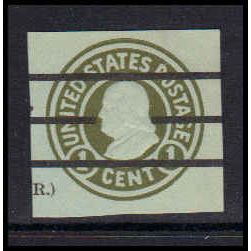 UNITED STATES POSTAGE
1 CENT 1
R.)